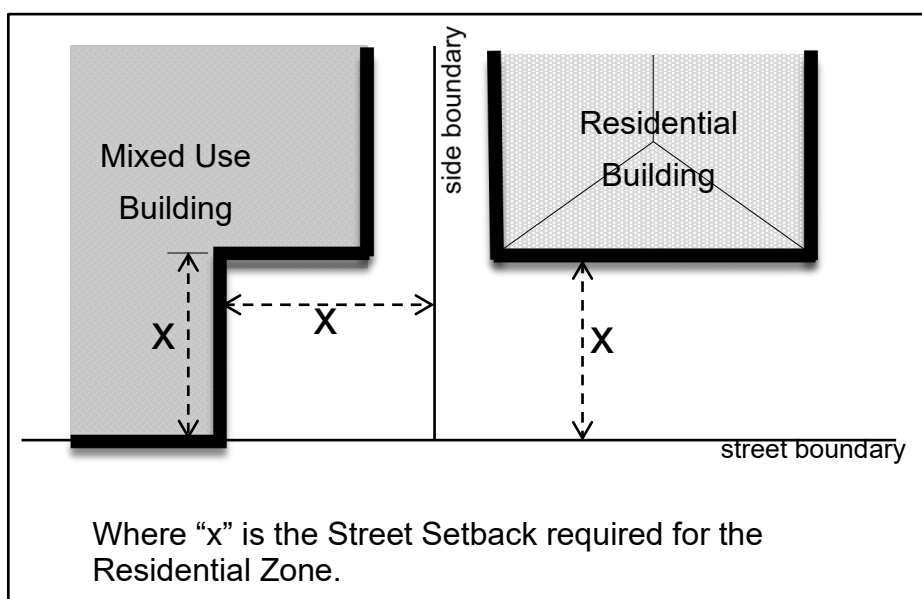 side boundary
Mixed Use
Building
Residential
Building
X
X
X
street boundary
Where “x” is the Street Setback required for the
Residential Zone.